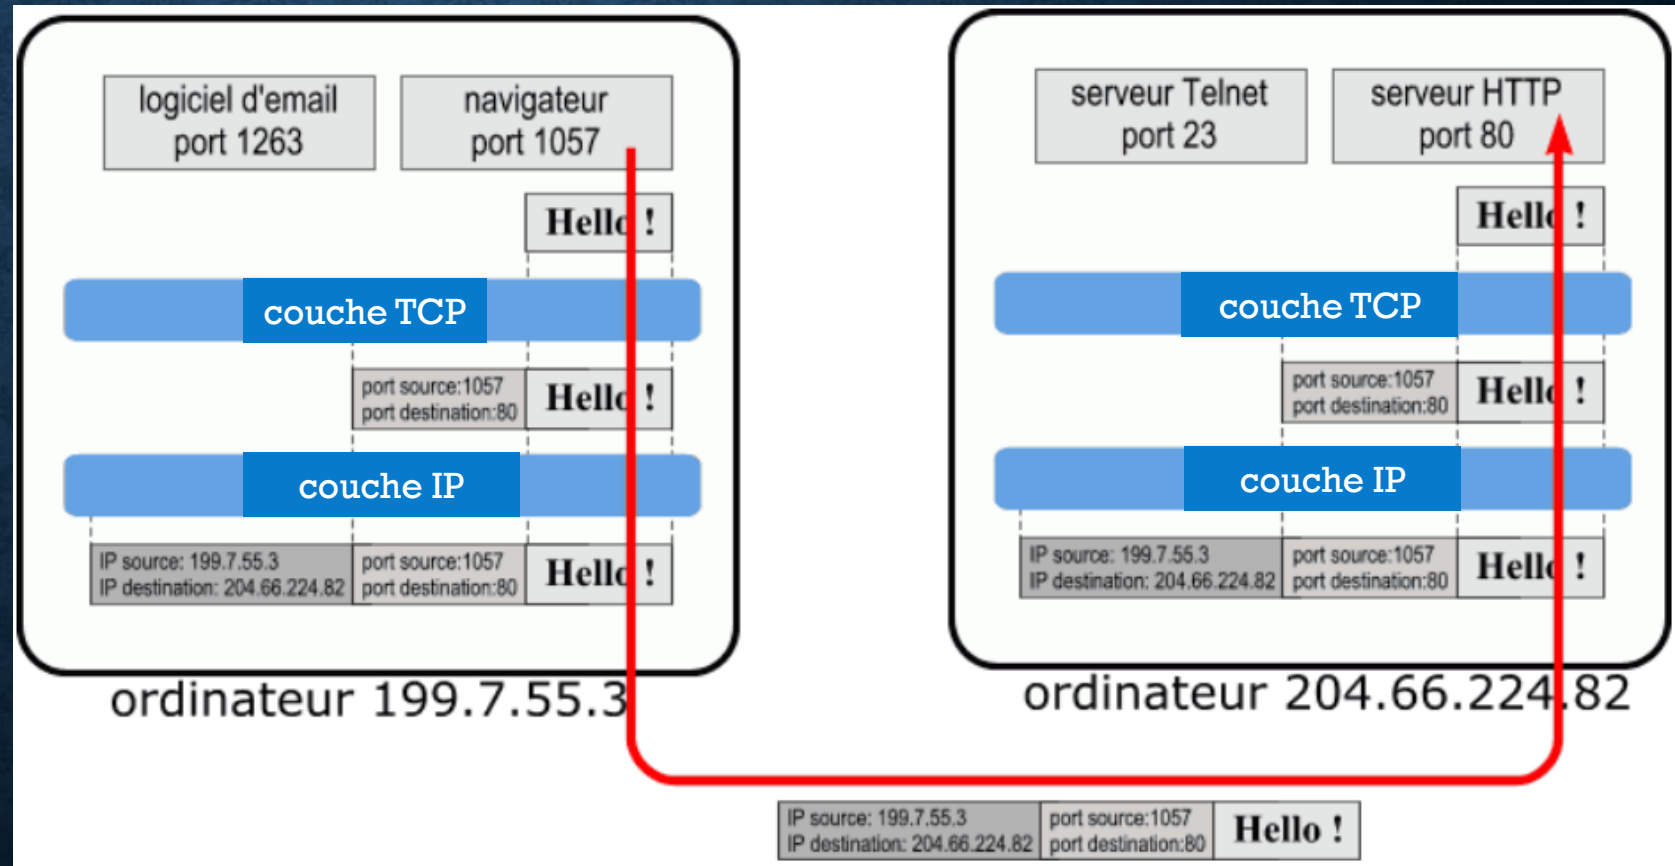 logiciel d'email
port 1263
navigateur
port 1057
Hello !
couche TCP
port source:1057
port destination:80
Hello !
couche IP
IP source: 199.7.55.3
IP destination: 204.66.224.82
port source:1057
port destination:80
Hello !
ordinateur 199.7.55.3
serveur Telnet
port 23
serveur HTTP
port 80
Hello !
couche TCP
port source:1057
port destination:80
Hello !
couche IP
IP source: 199.7.55.3
IP destination: 204.66.224.82
port source:1057
port destination:80
Hello !
ordinateur 204.66.224.82
IP source: 199.7.55.3
IP destination: 204.66.224.82
port source:1057
port destination:80
Hello !